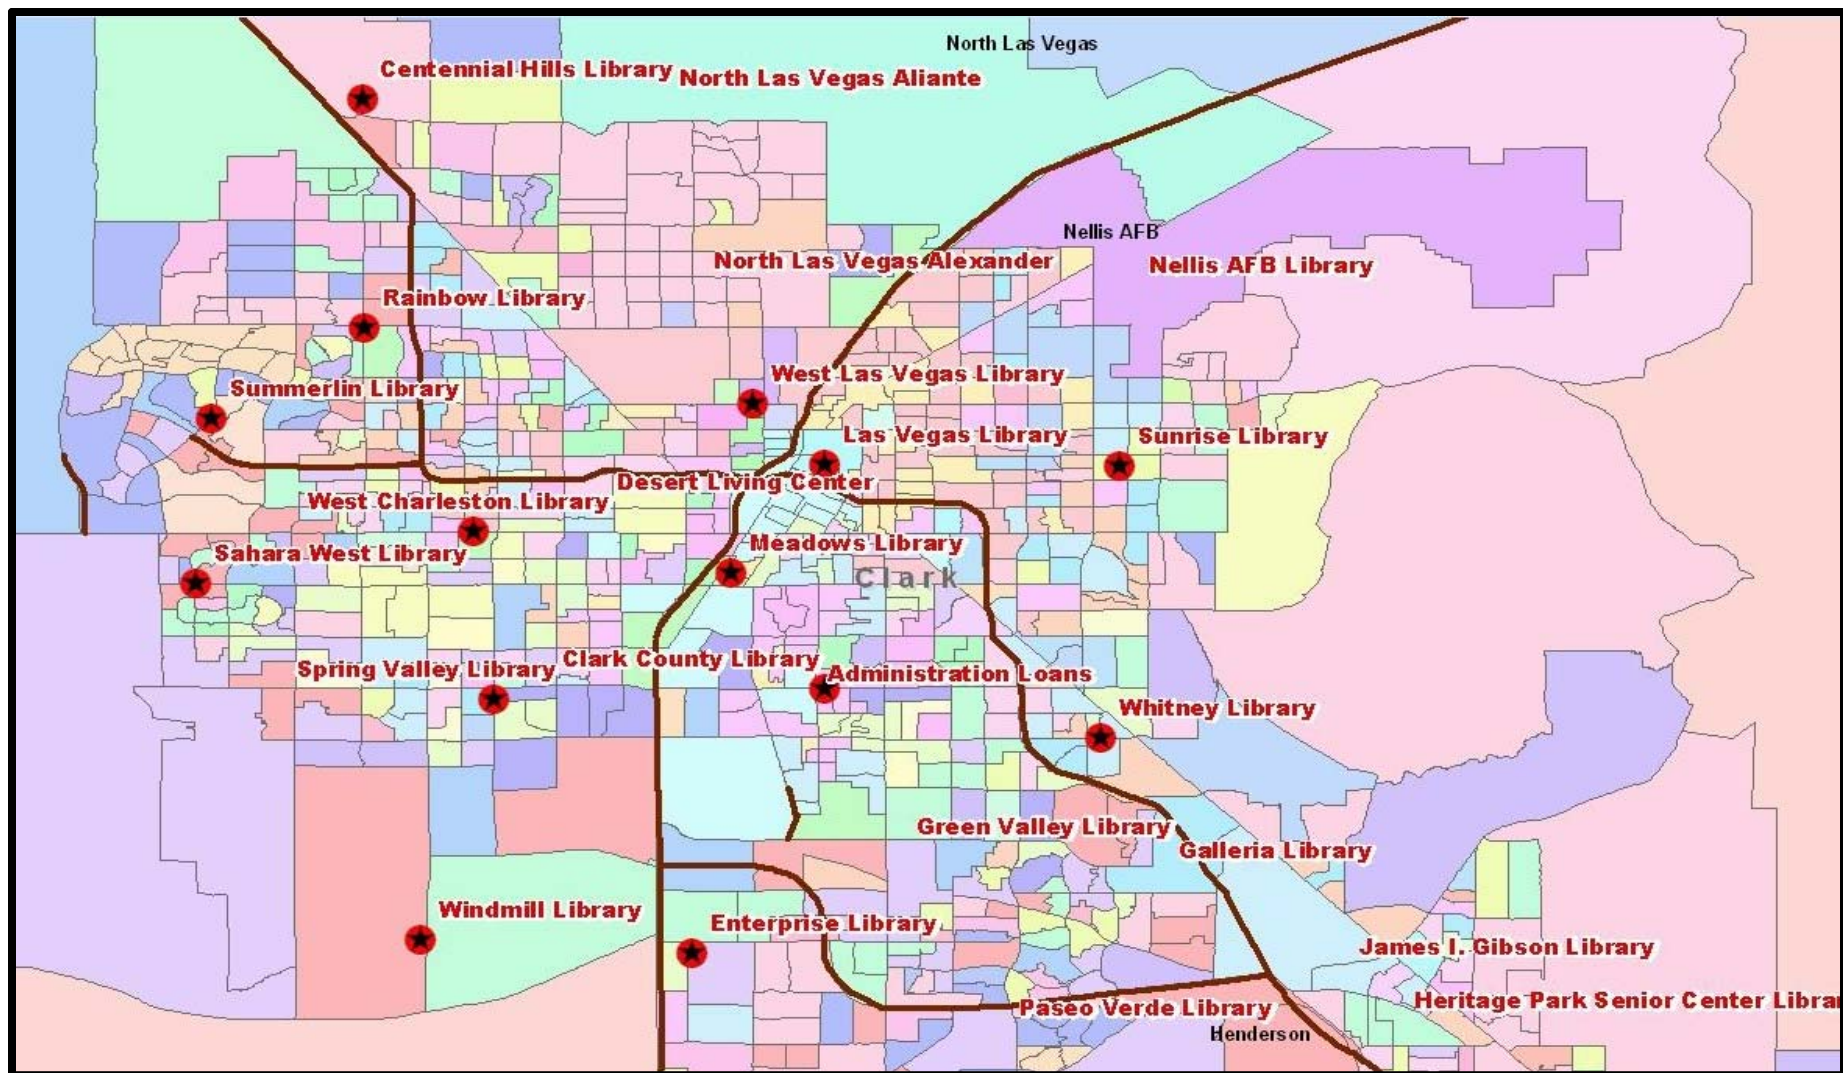 North Las Vegas
Centennial Hills Library
North Las Vegas Aliante
Nellis AFB
North Las Vegas Alexander
Nellis AFB Library
Rainbow Library
West Las Vegas Library
Summerlin Library
Las Vegas Library
Sunrise Library
Desert Living Center
West Charleston Library
Meadows Library
Sahara West Library
Clark
Clark County Library
Spring Valley Library
Administration Loans
Whitney Library
Green Valley Library
Galleria Library
Windmill Library
Enterprise Library
James I. Gibson Library
Heritage Park Senior Center Librar
Paseo Verde Library
Henderson